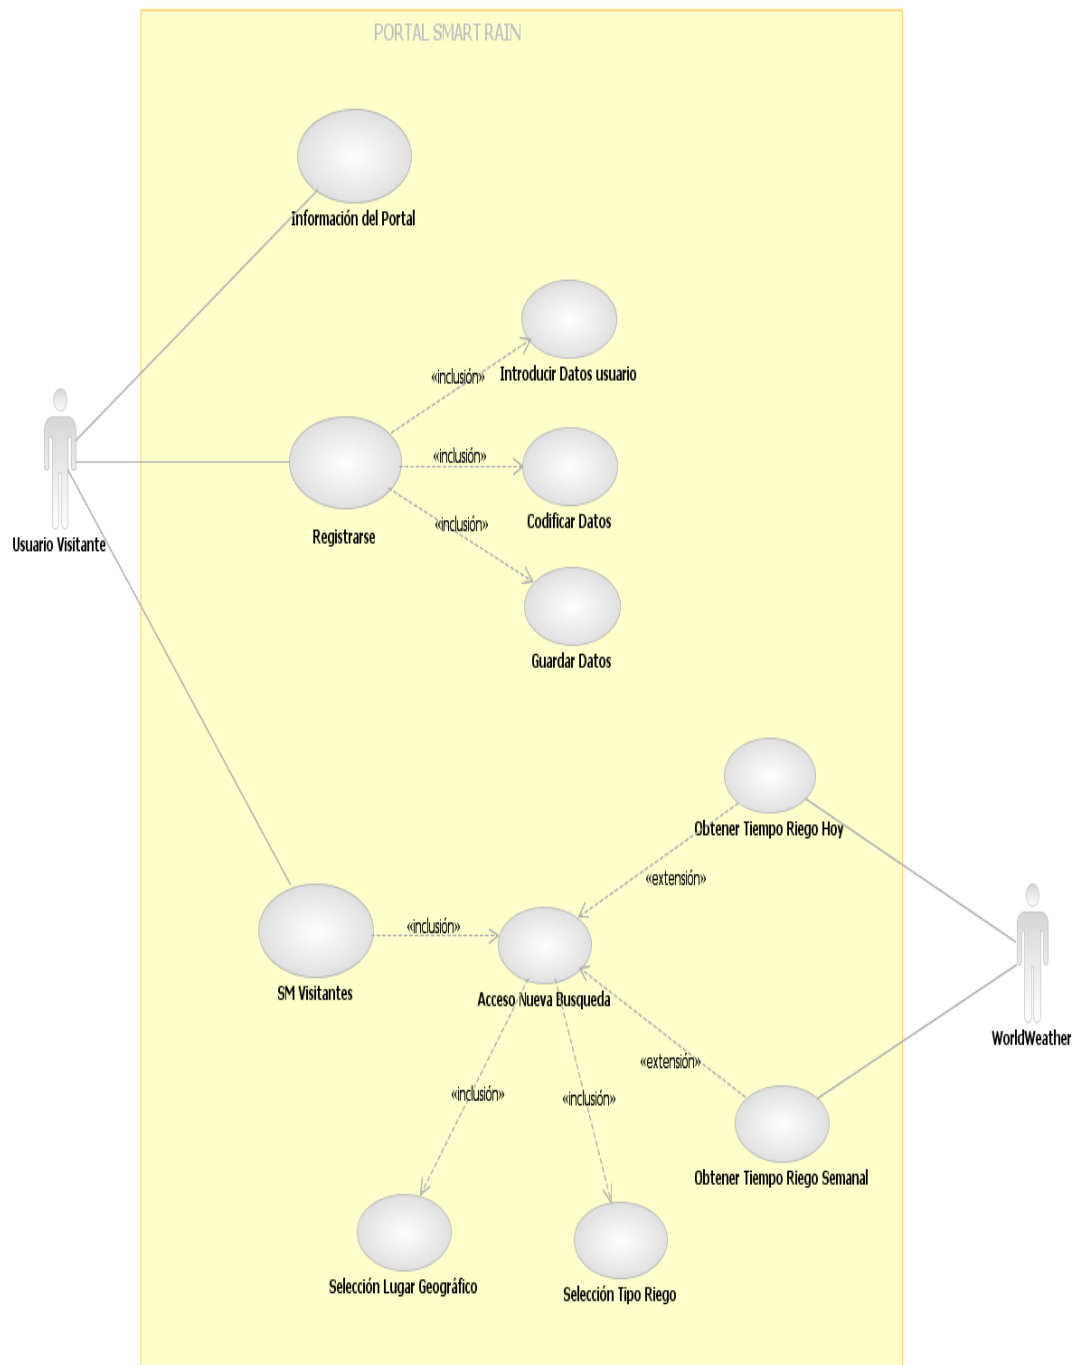 PORTAL SMART RAIN
Información del Portal
«inclusión»
Introducir Datos usuario
«inclusión»
Codificar Datos
«inclusión»
Registrarse
Usuario Visitante
Guardar Datos
Obtener Tiempo Riego Hoy
«extensión»
«inclusión»
SM Visitantes
Acceso Nueva Busqueda
WorldWeather
«extensión»
«inclusión»
«inclusión»
Obtener Tiempo Riego Semanal
Selección Lugar Geográfico
Selección Tipo Riego